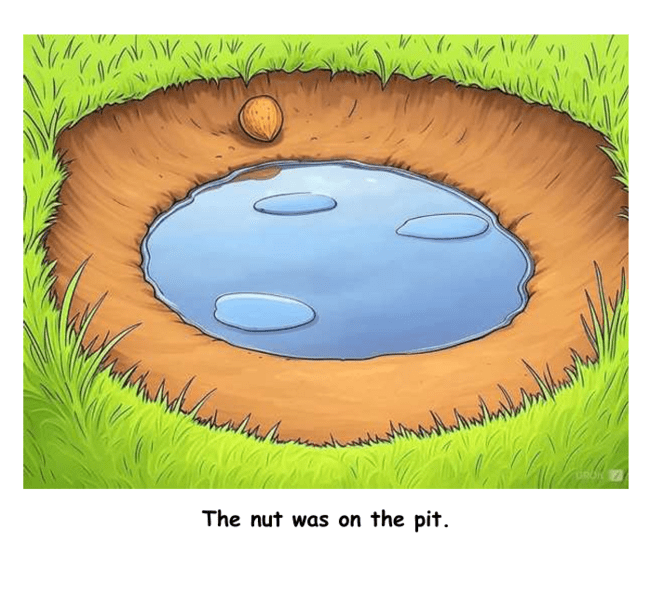 The nut was on the pit.